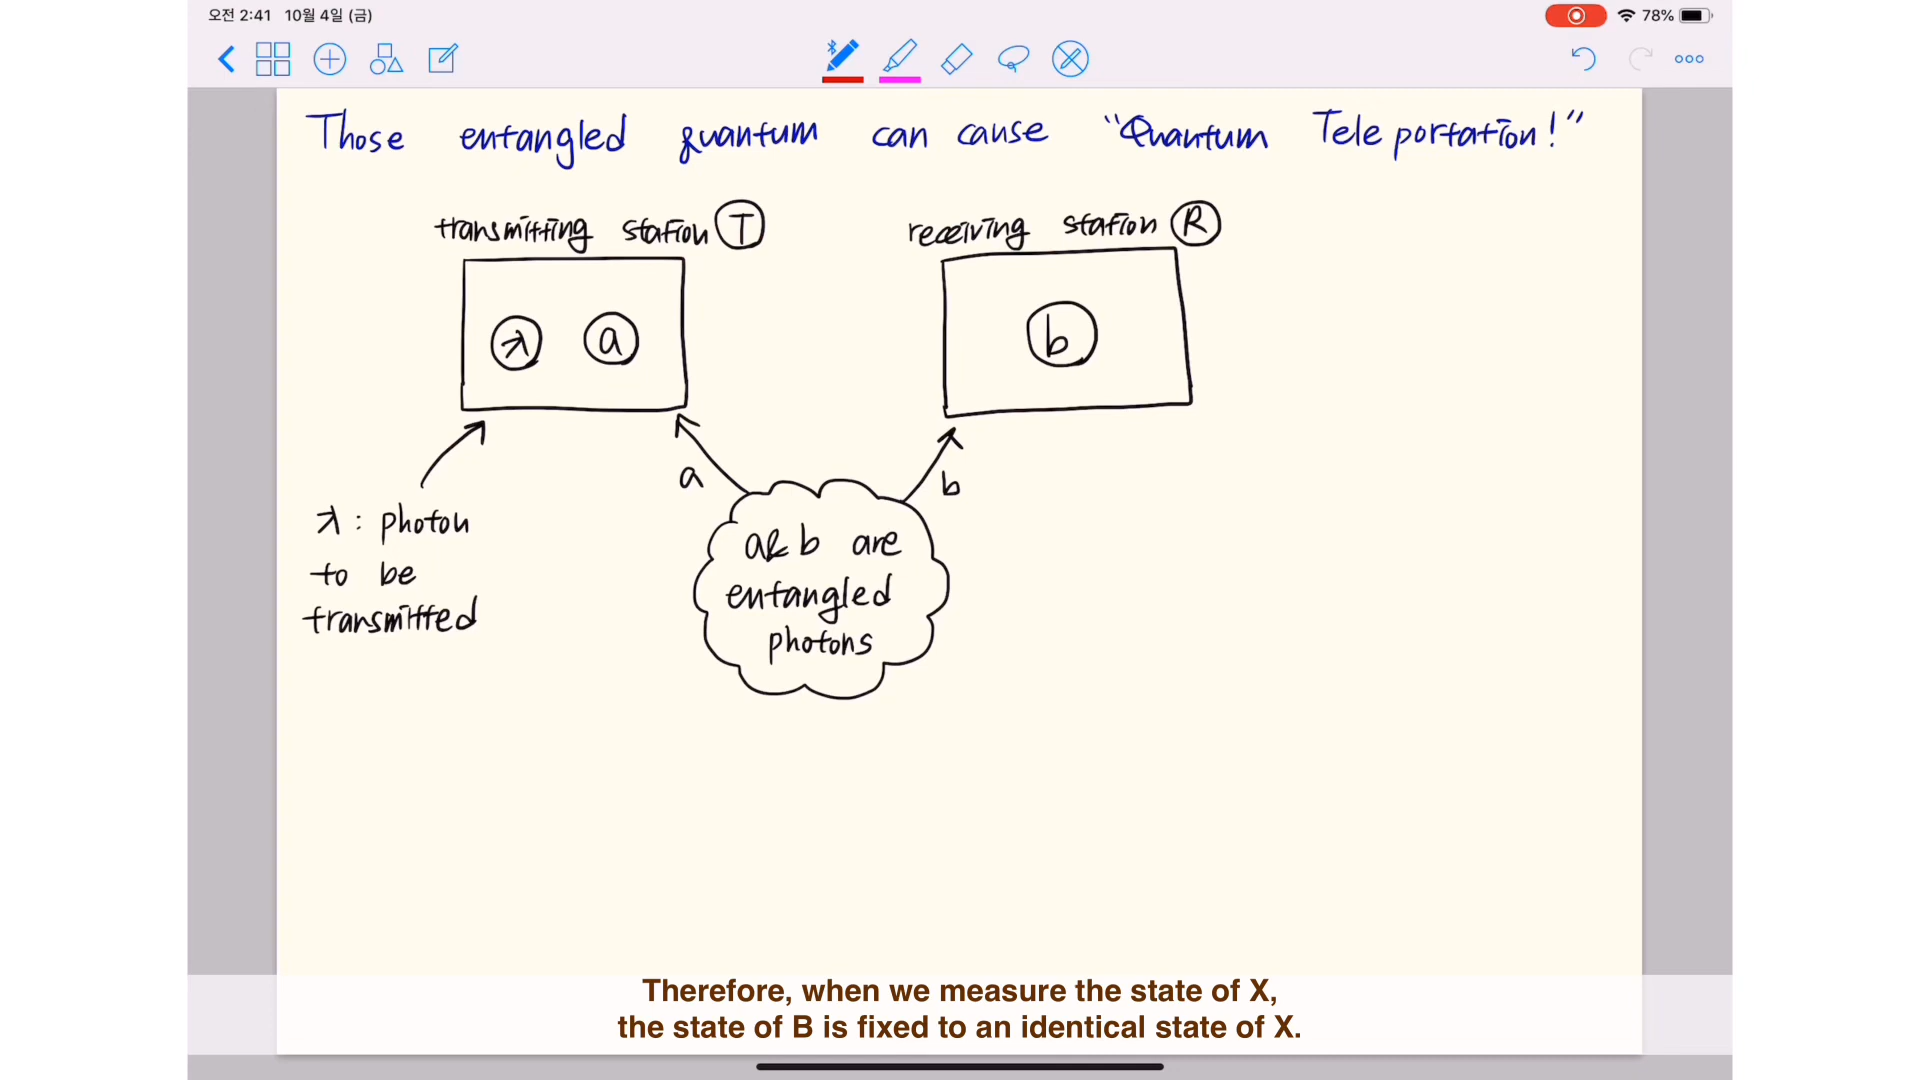 오전 2:41 10월 4일 (금) 78%
Those entangled quantum can cause "Quantum Teleportation!"
transmitting station T
receiving station R
x a
b
a
b
x : photon
to be
transmitted
a & b are
entangled
photons
Therefore, when we measure the state of X,
the state of B is fixed to an identical state of X.